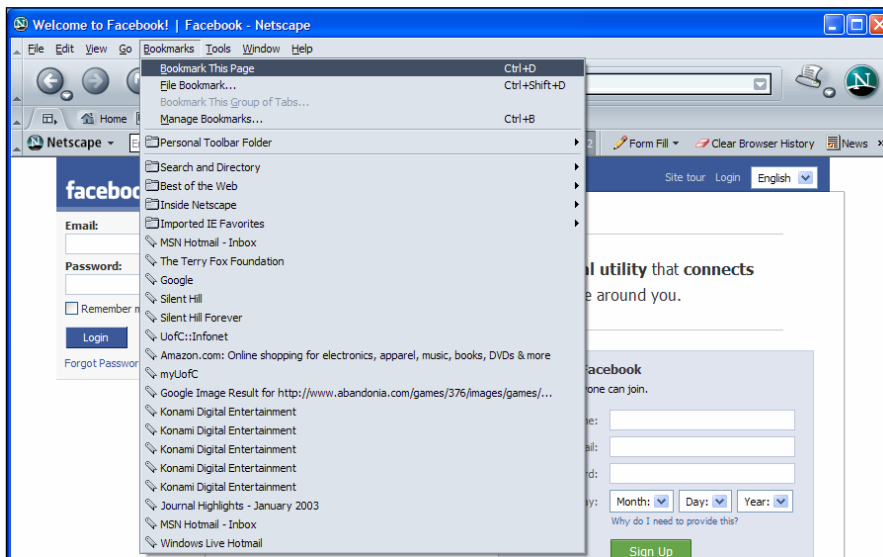 Welcome to Facebook! | Facebook - Netscape
File Edit View Go Bookmarks Tools Window Help
Bookmark This Page Ctrl+D
File Bookmark... Ctrl+Shift+D
Bookmark This Group of Tabs...
Manage Bookmarks... Ctrl+B
Home
Netscape
Form Fill
Clear Browser History
News
Personal Toolbar Folder
Search and Directory
Best of the Web
Inside Netscape
Imported IE Favorites
MSN Hotmail - Inbox
The Terry Fox Foundation
Google
Silent Hill
Silent Hill Forever
UofC::Infonet
Amazon.com: Online shopping for electronics, apparel, music, books, DVDs & more
myUofC
Google Image Result for http://www.abandonia.com/games/376/images/games/...
Konami Digital Entertainment
Konami Digital Entertainment
Konami Digital Entertainment
Konami Digital Entertainment
Konami Digital Entertainment
Journal Highlights - January 2003
MSN Hotmail - Inbox
Windows Live Hotmail
Site tour Login English
Email:
Password:
Remember
Login
Forgot
utility that connects
around you.
can join.
Month: Day: Year:
Why do I need to provide this?
Sign Up